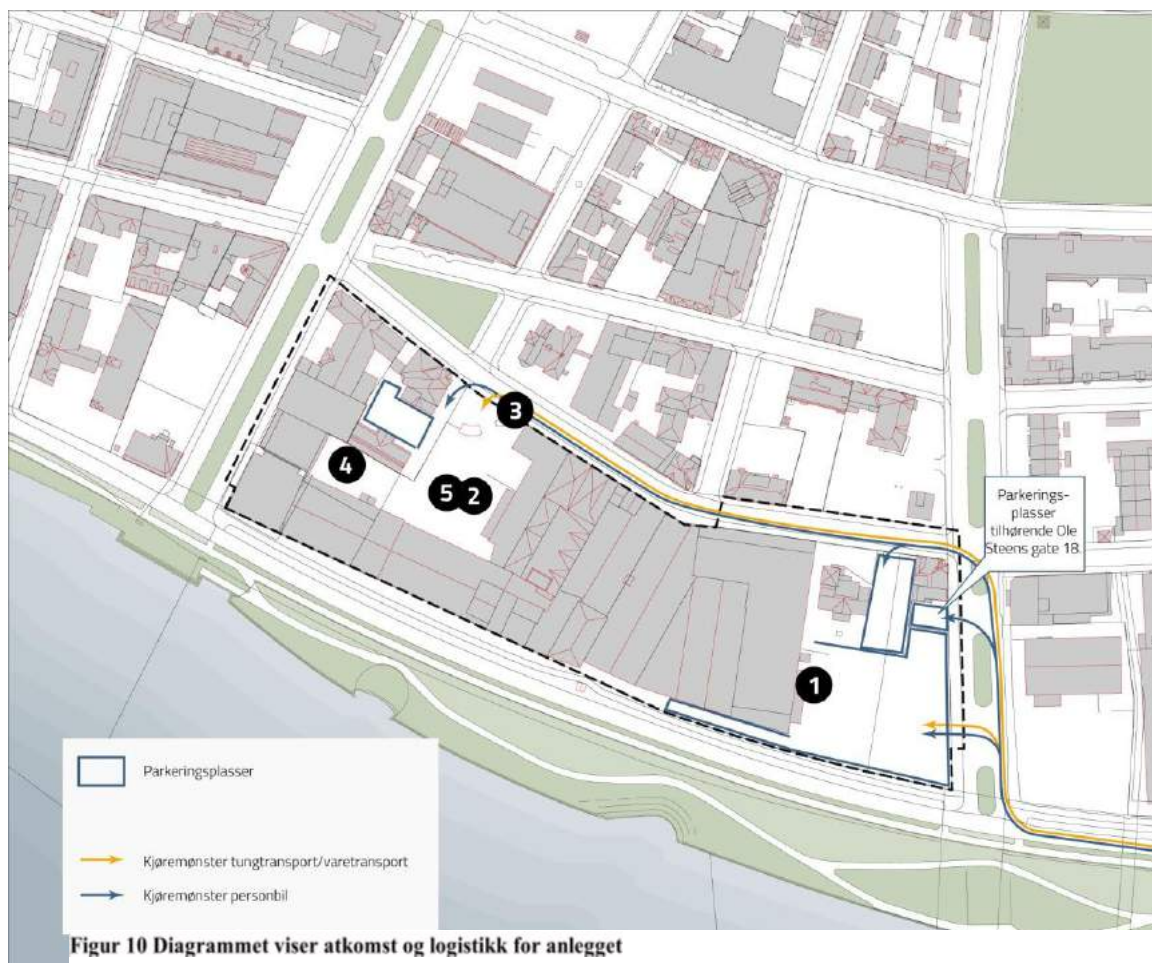 3
4
5
2
Parkerings-
plasser
tilhørende Ole
Steens gate 18.
1
Parkeringsplasser
Kjøremønster tungtransport/varetransport
Kjøremønster personbil
Figur 10 Diagrammet viser atkomst og logistikk for anlegget